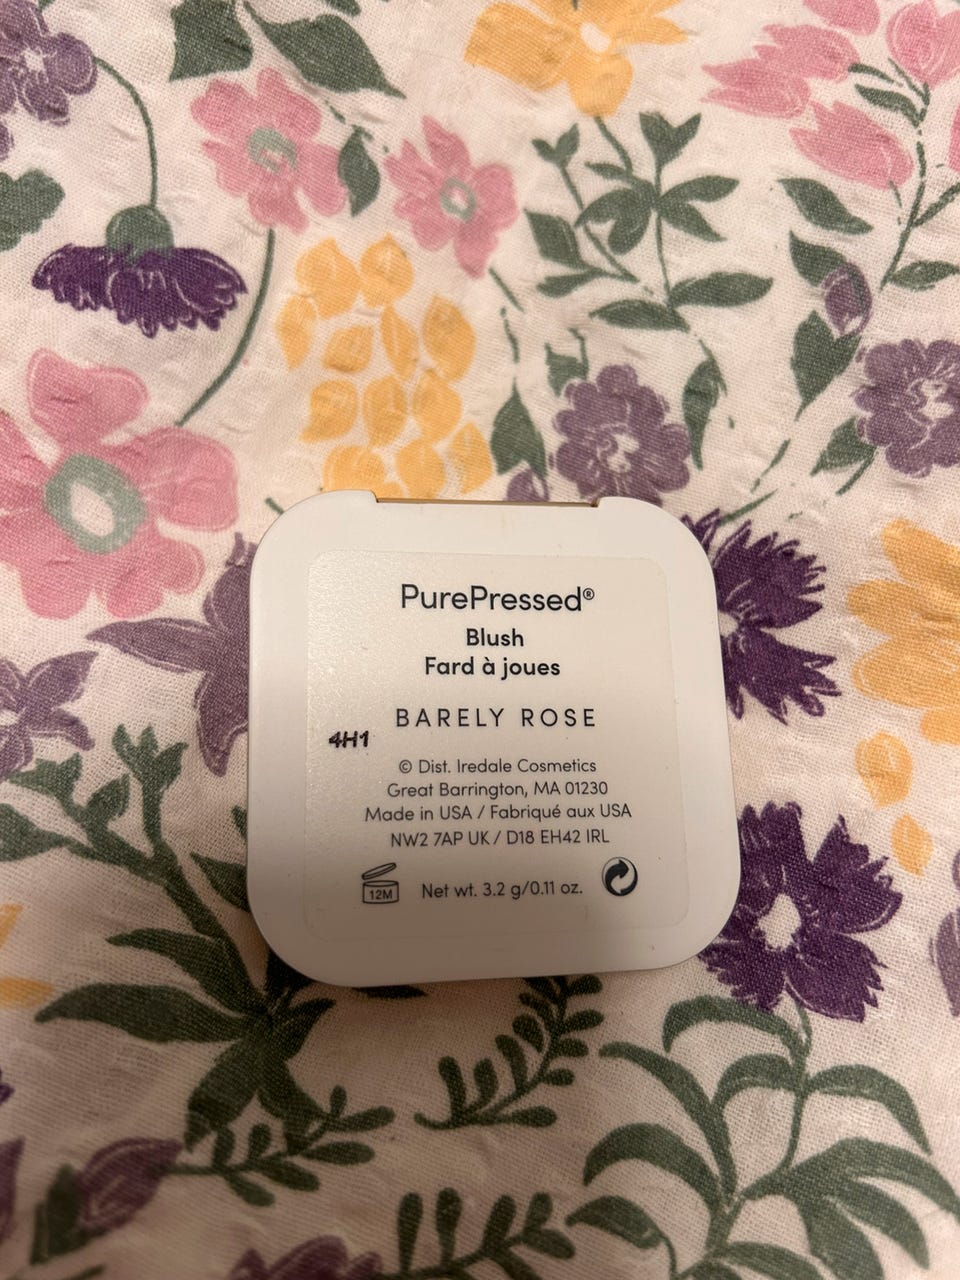 PurePressed®
Blush
Fard à joues
BARELY ROSE
4H1
© Dist. Iredale Cosmetics
Great Barrington, MA 01230
Made in USA / Fabriqué aux USA
NW2 7AP UK / D18 EH42 IRL
12M
Net wt. 3.2 g/0.11 oz.